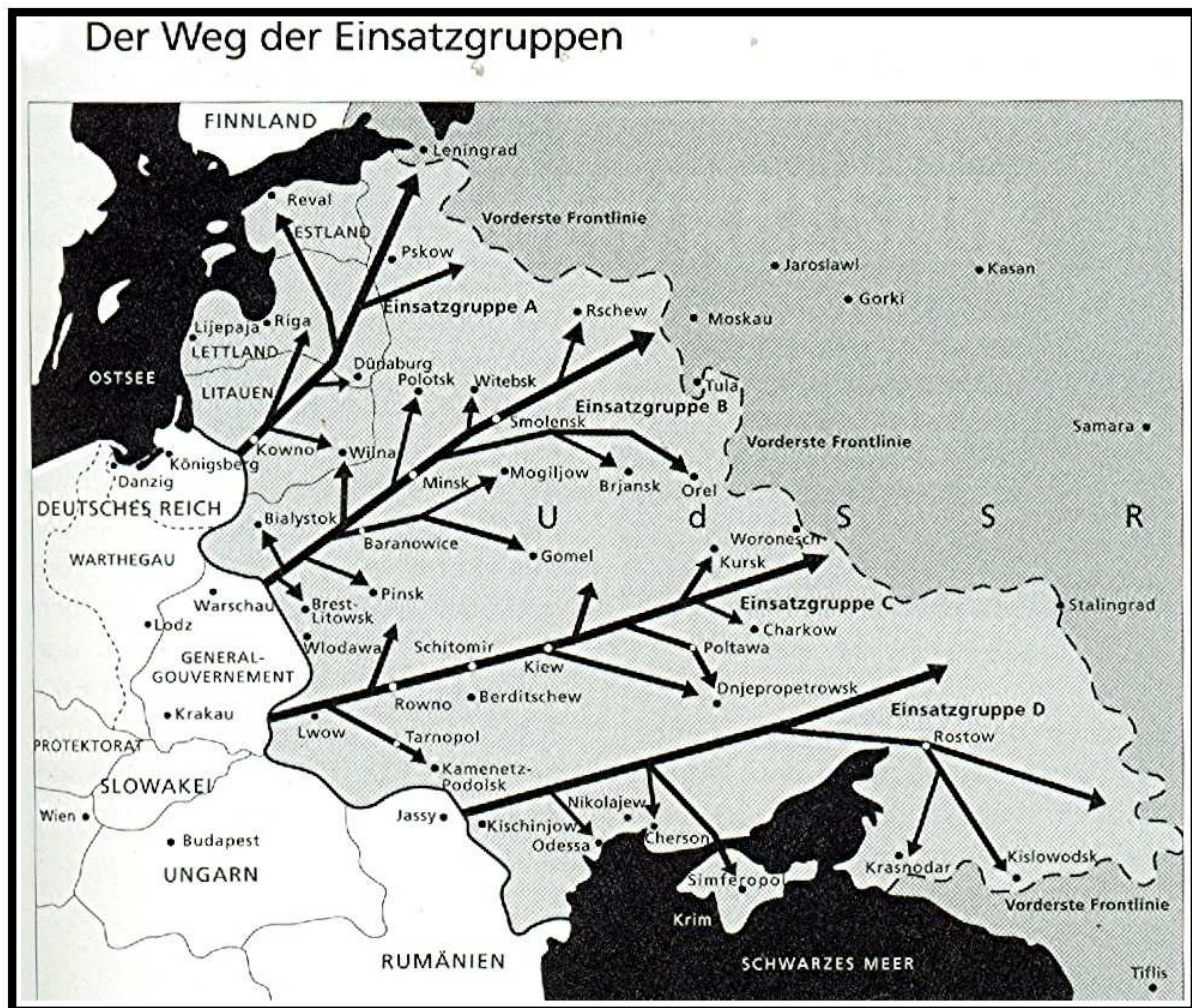 Der Weg der Einsatzgruppen
FINNLAND
Leningrad
Reval
Vorderste Frontlinie
ESTLAND
Pskow
Jaroslawl
Kasan
Gorki
Einsatzgruppe A
Rschew
Moskau
Lijepaja
Riga
LETTLAND
Dünaburg
OSTSEE
LITAUEN
Polotsk
Witebsk
Tula
Einsatzgruppe B
Smolensk
Samara
Vorderste Frontlinie
Kowno
Wilna
Königsberg
Danzig
Minsk
Mogiljow
Brjansk
Orel
DEUTSCHES REICH
Bialystok
U d S S R
Baranowice
Woronesch
WARTHEGAU
Gomel
Kursk
Pinsk
Warschau
Brest-
Litowsk
Einsatzgruppe C
Stalingrad
Lodz
Wlodawa
Charkow
GENERAL-
GOUVERNEMENT
Schitomir
Kiew
Poltawa
Dnjepropetrowsk
Rowno
Berditschew
Krakau
Lwow
Einsatzgruppe D
Tarnopol
Rostow
PROTEKTORAT
Kamenetz-
Podolsk
SLOWAKEI
Nikolajew
Wien
Jassy
Kischinjow
Cherson
Odessa
Budapest
Krasnodar
Kislowodsk
UNGARN
Simferopol
Vorderste Frontlinie
Krim
RUMÄNIEN
SCHWARZES MEER
Tiflis